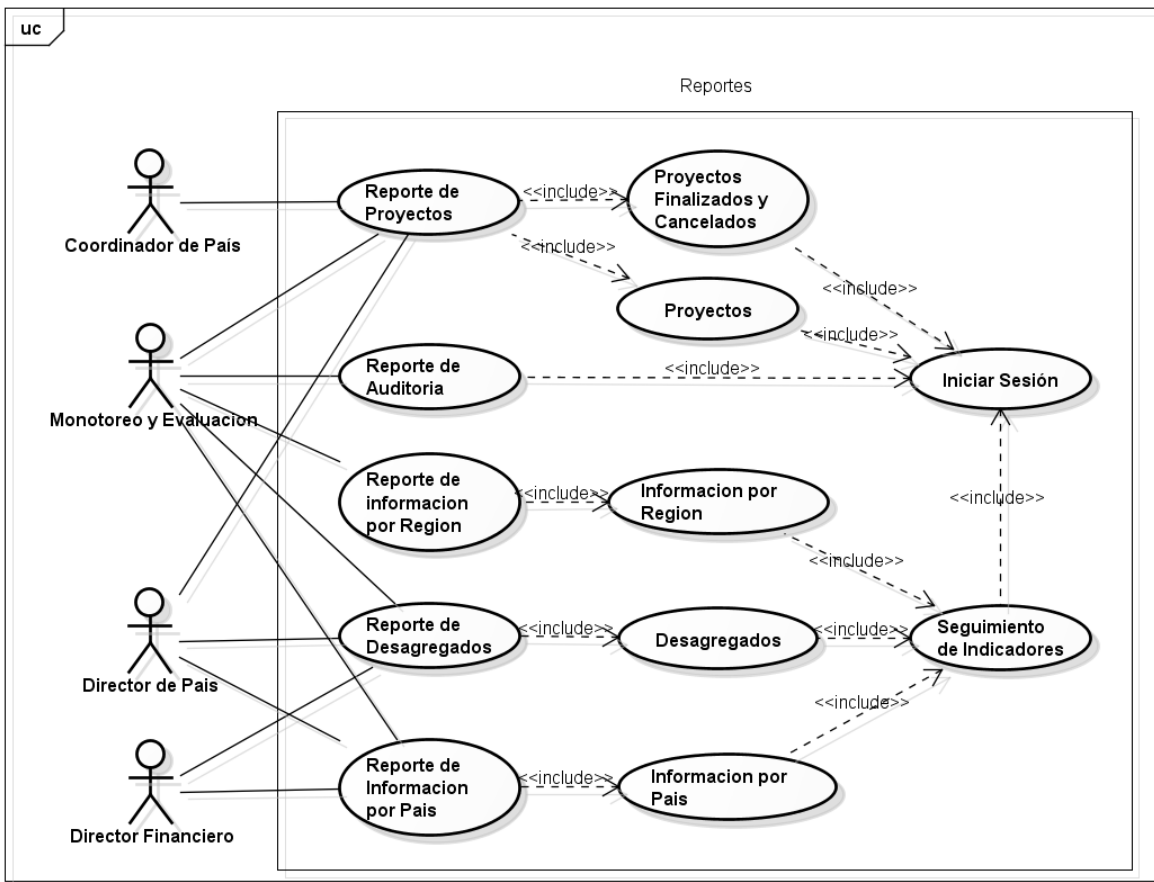 uc
Reportes
Coordinador de País
Monotoreo y Evaluacion
Director de Pais
Director Financiero
Reporte de
Proyectos
<<include>>
Proyectos
Finalizados y
Cancelados
<<include>>
Proyectos
<<include>>
<<include>>
Reporte de
Auditoria
<<include>>
Iniciar Sesión
Reporte de
informacion
por Region
<<include>>
Informacion por
Region
<<include>>
<<include>>
Reporte de
Desagregados
<<include>>
Desagregados
<<include>>
Seguimiento
de Indicadores
<<include>>
Reporte de
Informacion
por Pais
<<include>>
Informacion por
Pais